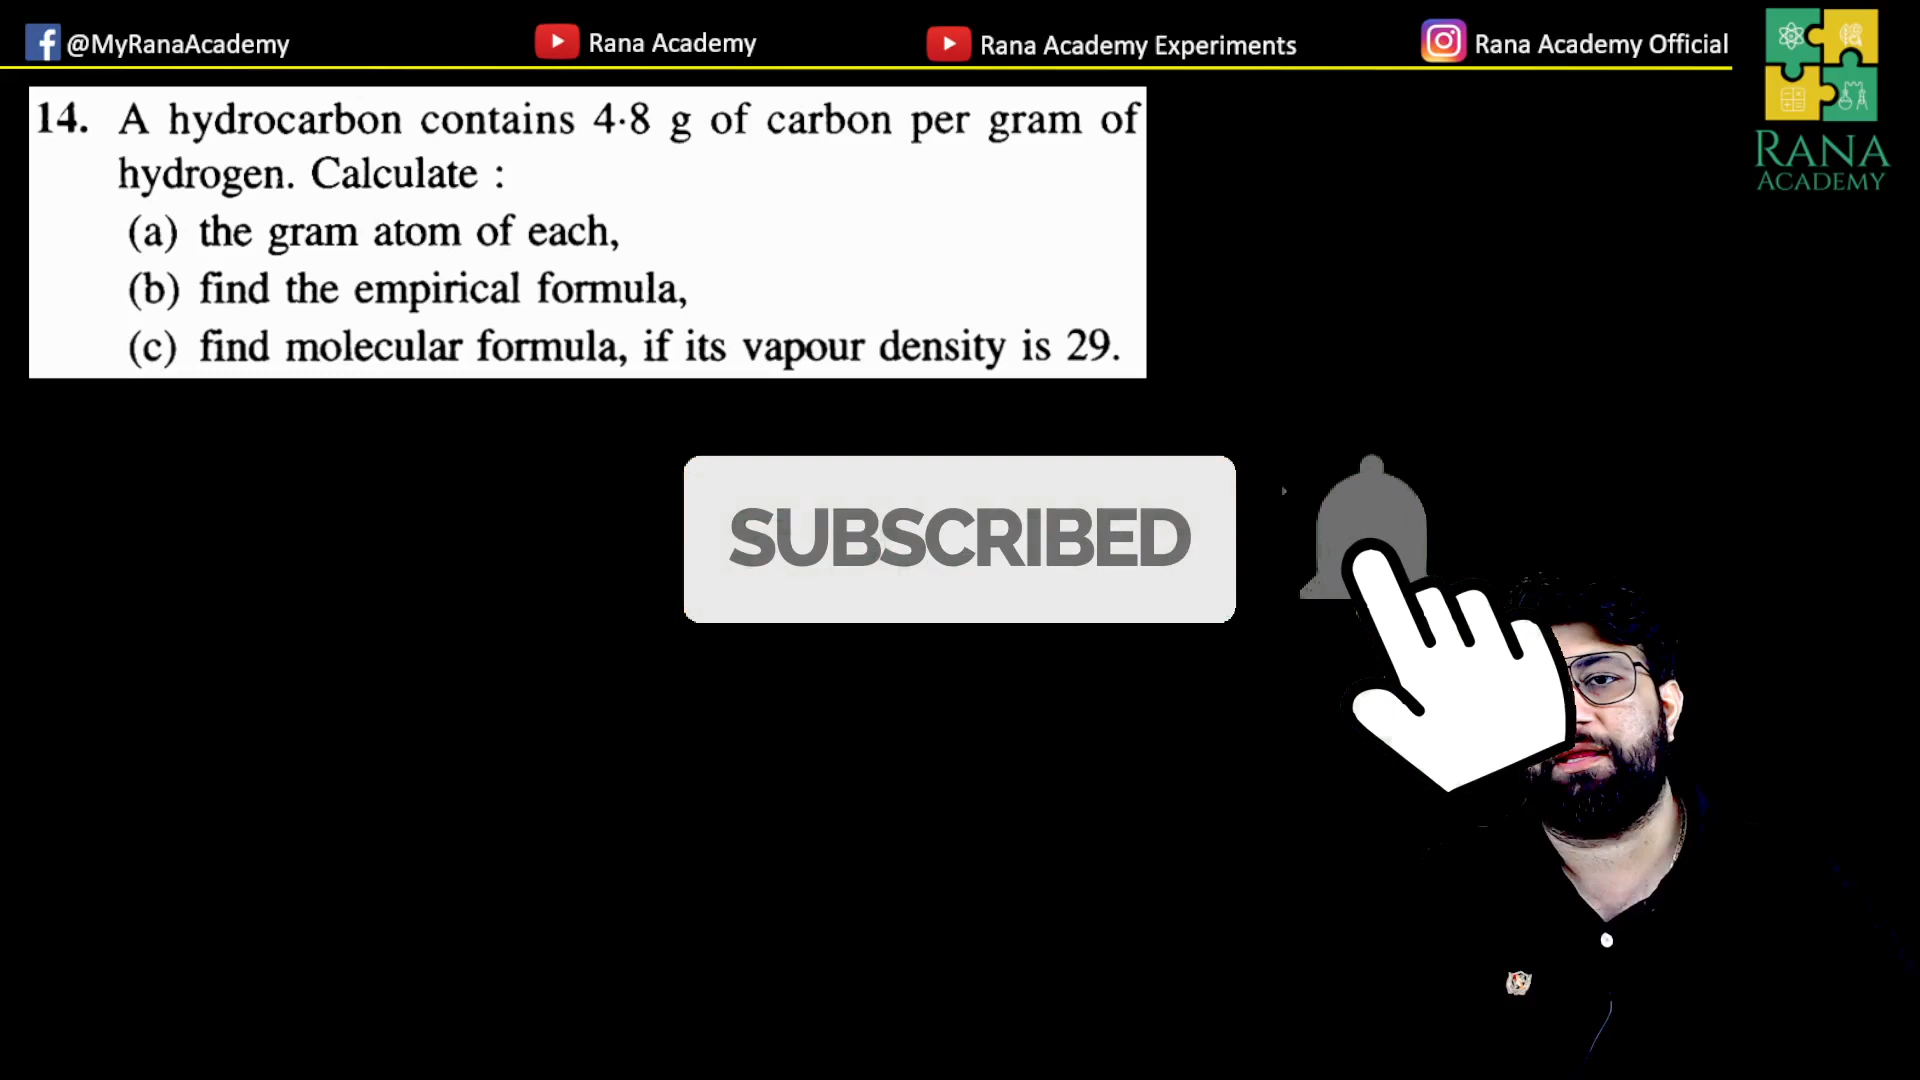 @MyRanaAcademy
Rana Academy
Rana Academy Experiments
Rana Academy Official
RANA
ACADEMY
14. A hydrocarbon contains 4·8 g of carbon per gram of
hydrogen. Calculate :
(a) the gram atom of each,
(b) find the empirical formula,
(c) find molecular formula, if its vapour density is 29.
SUBSCRIBED